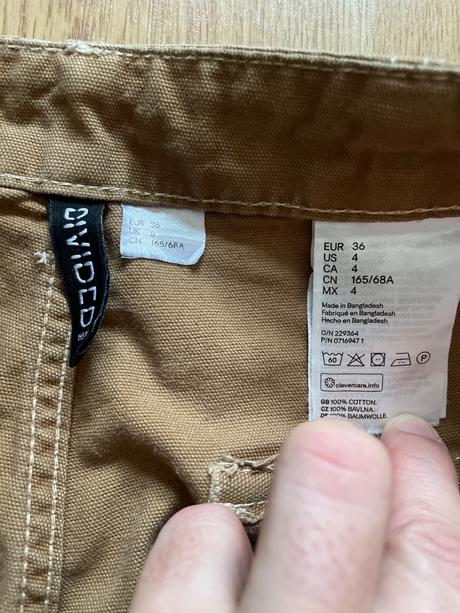 DIVIDED
EUR 36
UK 8
CN 165/68A
EUR 36
US 4
CA 4
CN 165/68A
MX 4
Made in Bangladesh
Fabriqué en Bangladesh
Hecho en Bangladesh
O/N 229364
P/N 0716947 1
60
P
clevercare.info
GB 100% COTTON.
CZ 100% BAVLNA.
DE 100% BAUMWOLLE.